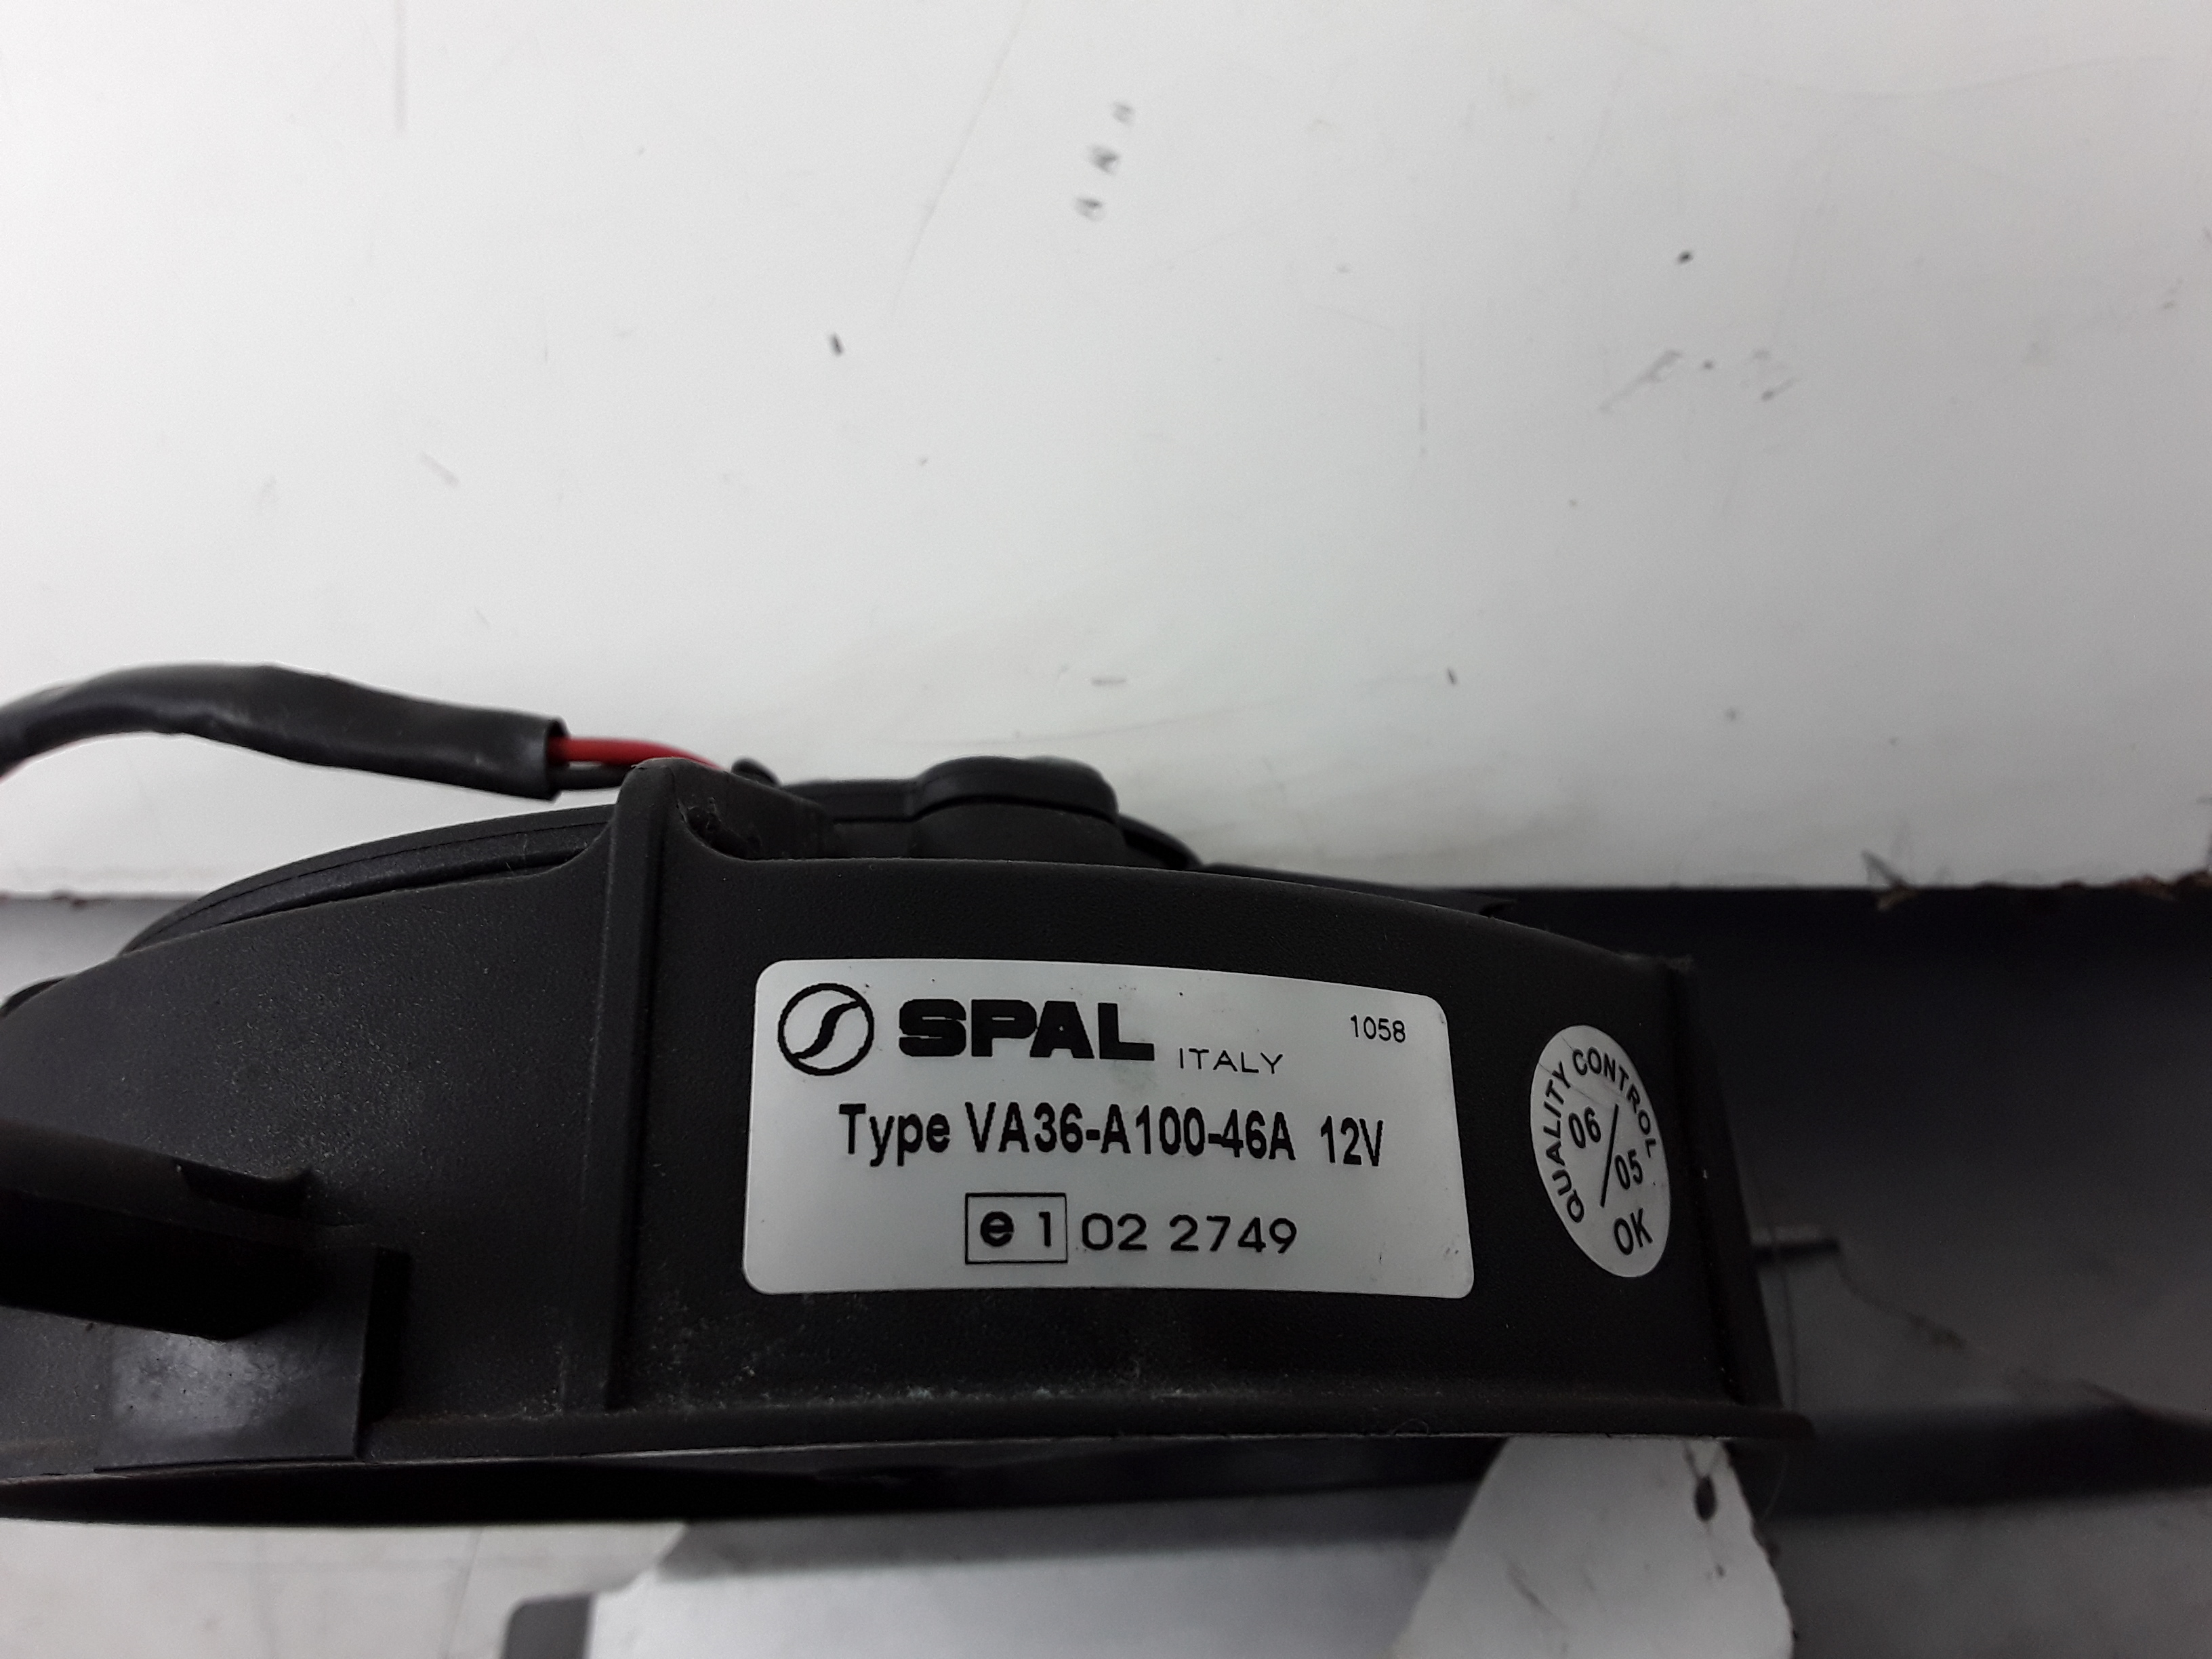 SPAL ITALY 1058
Type VA36-A100-46A 12V
e 1 02 2749
QUALITY CONTROL
06/05
OK